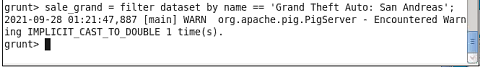 grunt> sale_grand = filter dataset by name == 'Grand Theft Auto: San Andreas';
2021-09-28 01:21:47,887 [main] WARN  org.apache.pig.PigServer - Encountered Warn
ing IMPLICIT_CAST_TO_DOUBLE 1 time(s).
grunt>